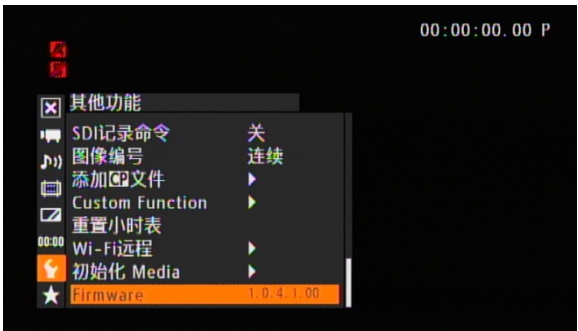 00:00:00.00 P
A
B
其他功能
SDI记录命令 关
图像编号 连续
添加CP文件
Custom Function
重置小时表
00:00
Wi-Fi远程
初始化 Media
Firmware 1.0.4.1.00